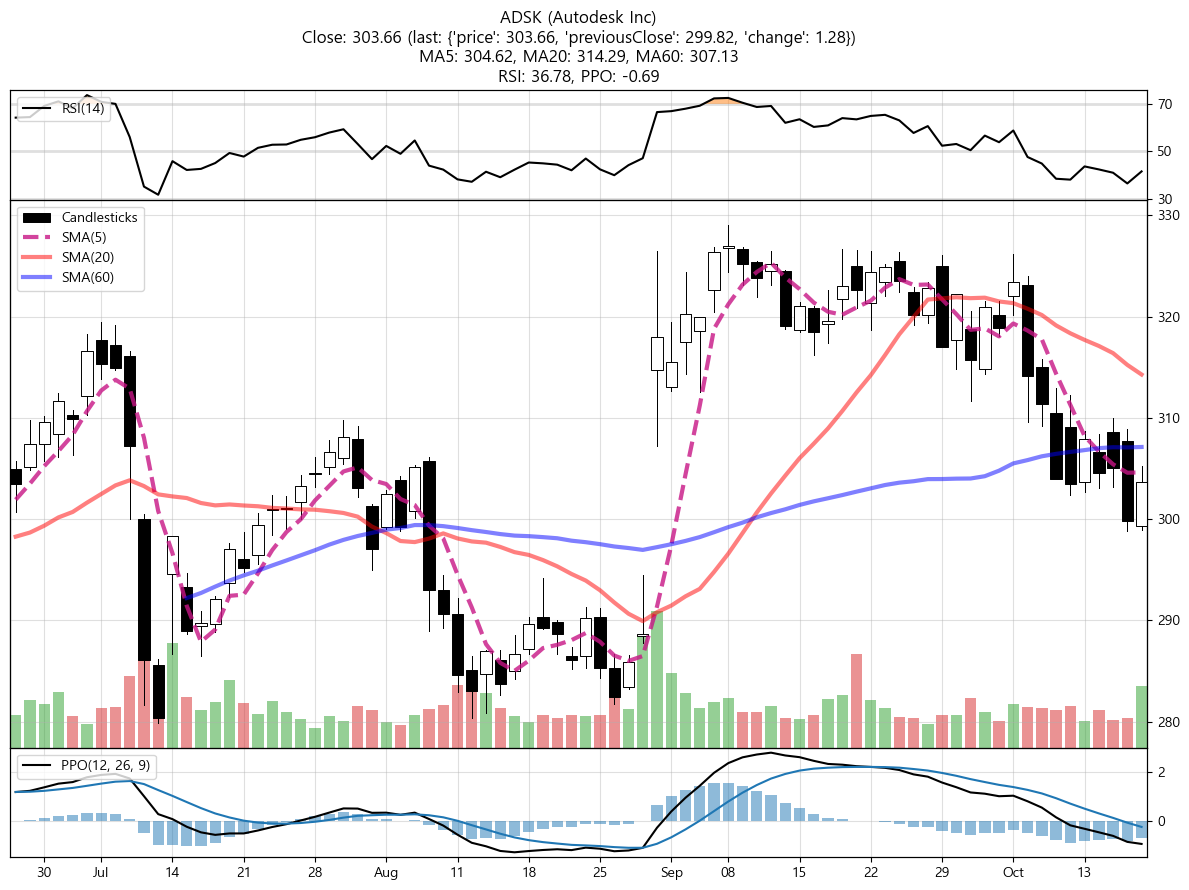 ADSK (Autodesk Inc)
Close: 303.66 (last: {'price': 303.66, 'previousClose': 299.82, 'change': 1.28})
MA5: 304.62, MA20: 314.29, MA60: 307.13
RSI: 36.78, PPO: -0.69
RSI(14)
70
50
30
Candlesticks
SMA(5)
SMA(20)
SMA(60)
330
320
310
300
290
280
PPO(12, 26, 9)
2
0
30 Jul 14 21 28 Aug 11 18 25 Sep 08 15 22 29 Oct 13